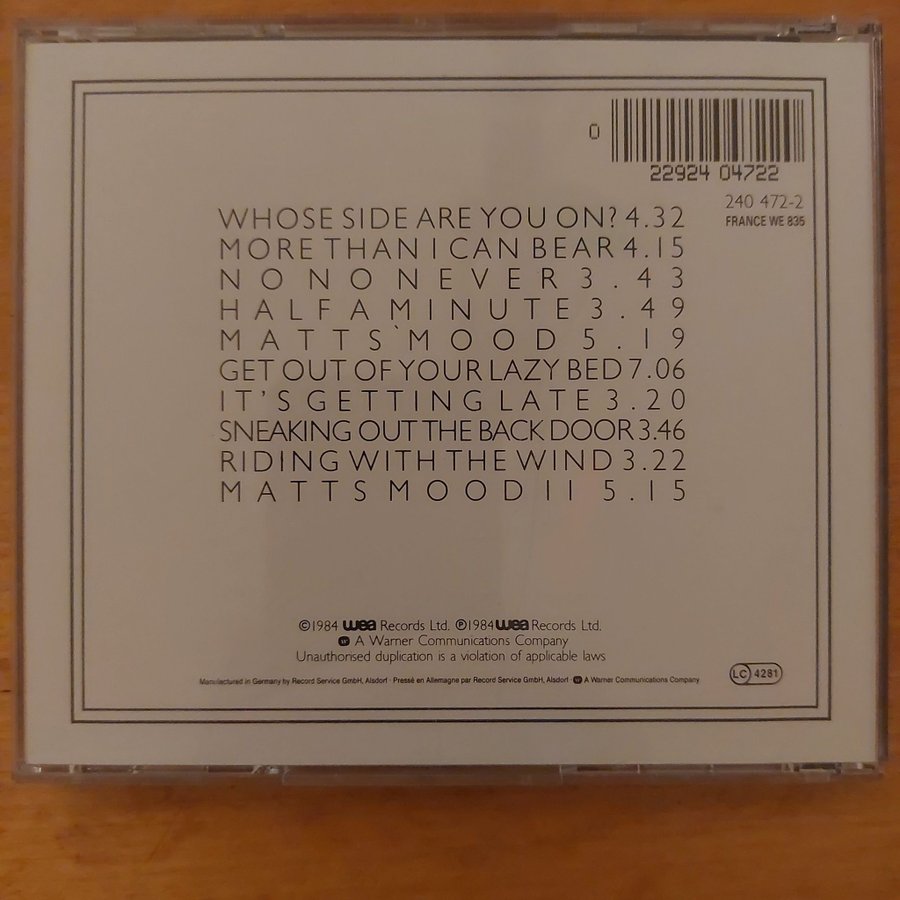 0
22924 04722
240 472-2
FRANCE WE 835
WHOSE SIDE ARE YOU ON? 4.32
MORE THAN I CAN BEAR 4.15
NO NO NEVER 3.43
HALF A MINUTE 3.49
MATTS`MOOD 5.19
GET OUT OF YOUR LAZY BED 7.06
IT'S GETTING LATE 3.20
SNEAKING OUT THE BACK DOOR 3.46
RIDING WITH THE WIND 3.22
MATTS MOOD II 5.15
©1984 wea Records Ltd. ℗1984 wea Records Ltd.
W A Warner Communications Company
Unauthorised duplication is a violation of applicable laws
Manufactured in Germany by Record Service GmbH, Alsdorf · Pressé en Allemagne par Record Service GmbH, Alsdorf · W A Warner Communications Company
LC 4281